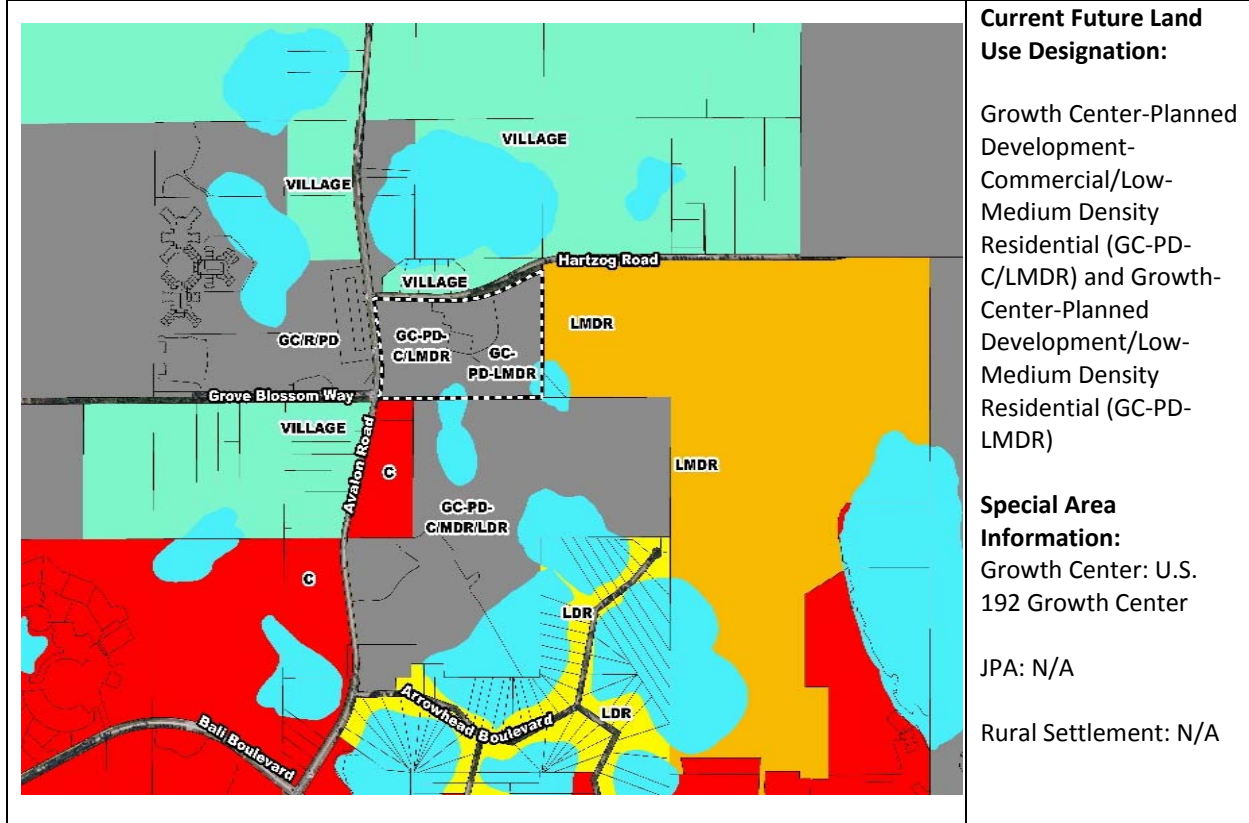 VILLAGE
VILLAGE
Hartzog Road
VILLAGE
LMDR
GC/R/PD
GC-PD-
C/LMDR
GC-
PD-LMDR
Grove Blossom Way
VILLAGE
Avalon Road
C
LMDR
GC-PD-
C/MDR/LDR
C
LDR
LDR
Arrowhead Boulevard
Bali Boulevard
Current Future Land
Use Designation:
Growth Center-Planned
Development-
Commercial/Low-
Medium Density
Residential (GC-PD-
C/LMDR) and Growth-
Center-Planned
Development/Low-
Medium Density
Residential (GC-PD-
LMDR)
Special Area
Information:
Growth Center: U.S.
192 Growth Center
JPA: N/A
Rural Settlement: N/A